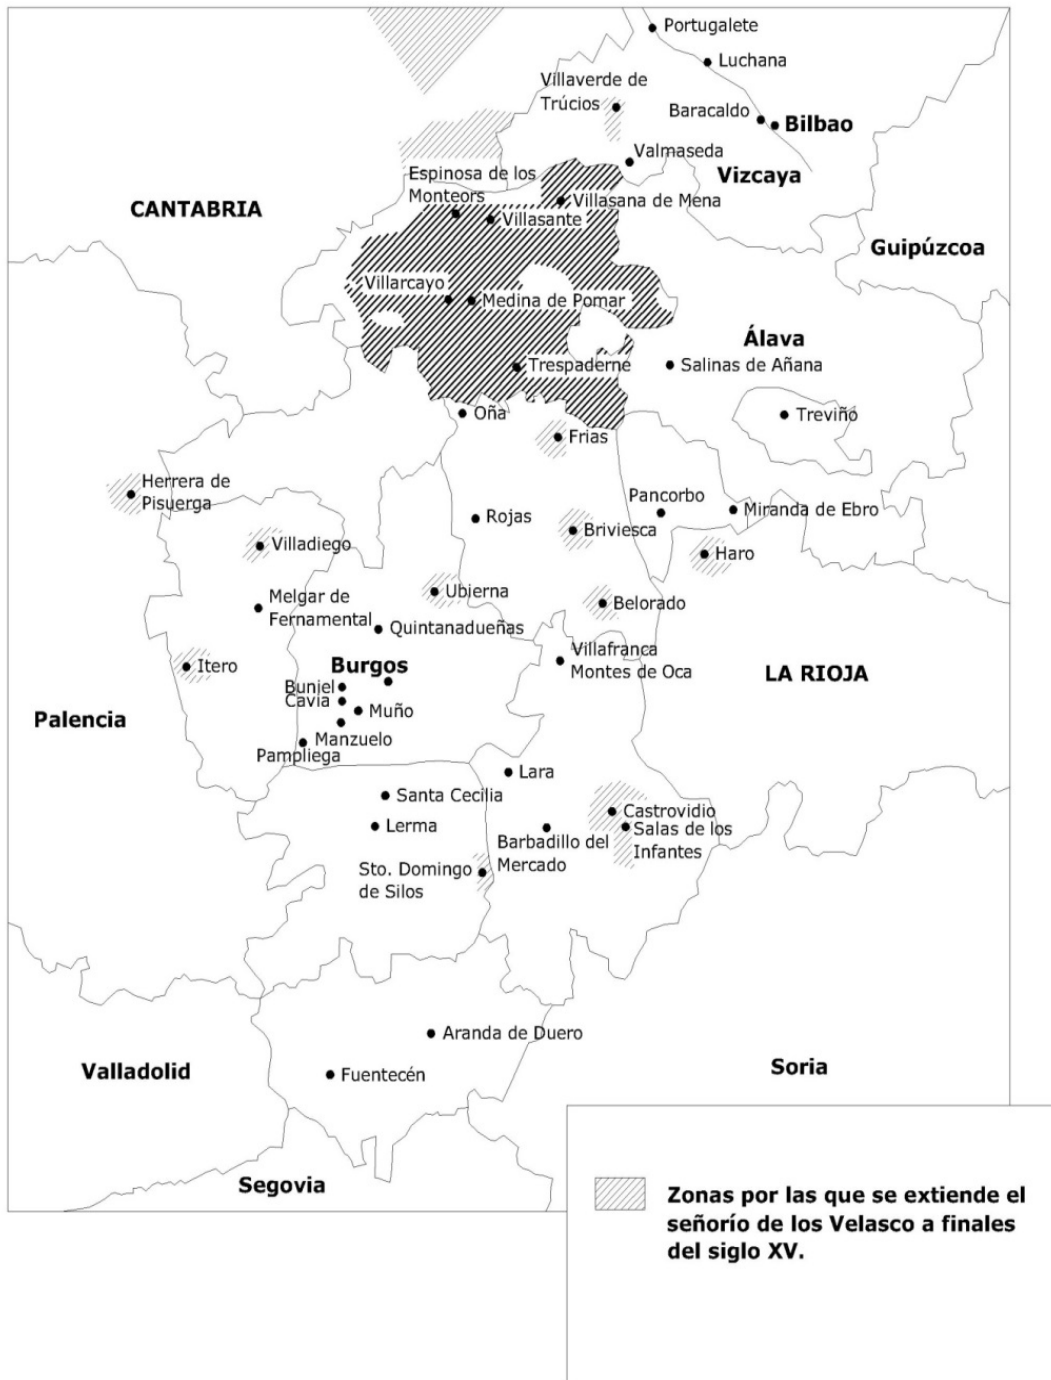 Portugalete
Luchana
Villaverde de
Trúcios
Baracaldo
Bilbao
Valmaseda
Vizcaya
Espinosa de los
Monteors
CANTABRIA
Villasana de Mena
Villasante
Guipúzcoa
Villarcayo
Medina de Pomar
Álava
Trespaderne
Salinas de Añana
Oña
Treviño
Frias
Herrera de
Pisuerga
Pancorbo
Rojas
Miranda de Ebro
Villadiego
Briviesca
Haro
Ubierna
Melgar de
Fernamental
Belorado
Quintanadueñas
Villafranca
Montes de Oca
Itero
Burgos
LA RIOJA
Buniel
Cavia
Muño
Palencia
Manzuelo
Pampliega
Lara
Santa Cecilia
Castrovidio
Lerma
Salas de los
Infantes
Barbadillo del
Mercado
Sto. Domingo
de Silos
Aranda de Duero
Valladolid
Fuentecén
Soria
Segovia
Zonas por las que se extiende el
señorío de los Velasco a finales
del siglo XV.